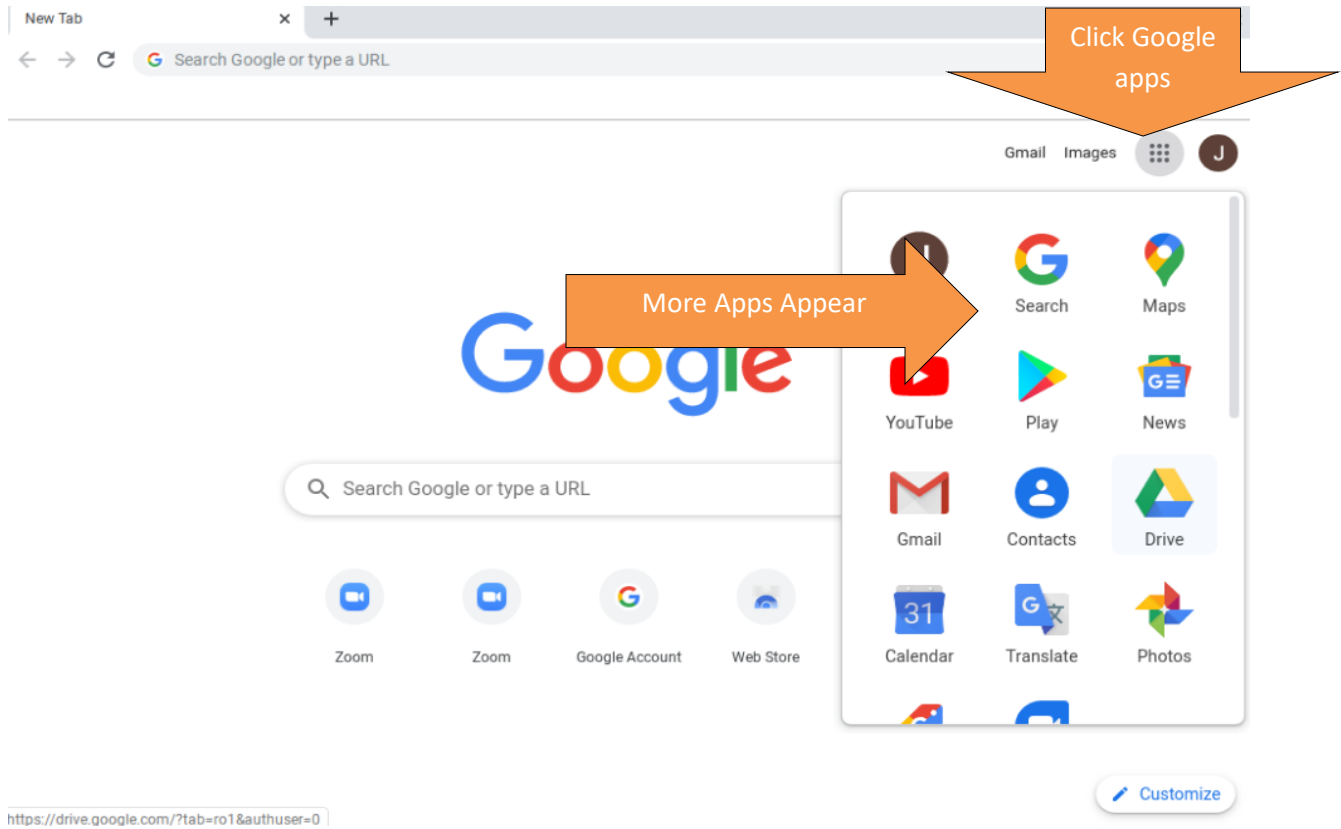 New Tab
Click Google
apps
G Search Google or type a URL
Gmail Images J
G
Search Maps
More Apps Appear
Google
G
YouTube Play News
Search Google or type a URL
Gmail Contacts Drive
31 G 文
G
Zoom Zoom Google Account Web Store
Calendar Translate Photos
Customize
https://drive.google.com/?tab=ro1&authuser=0